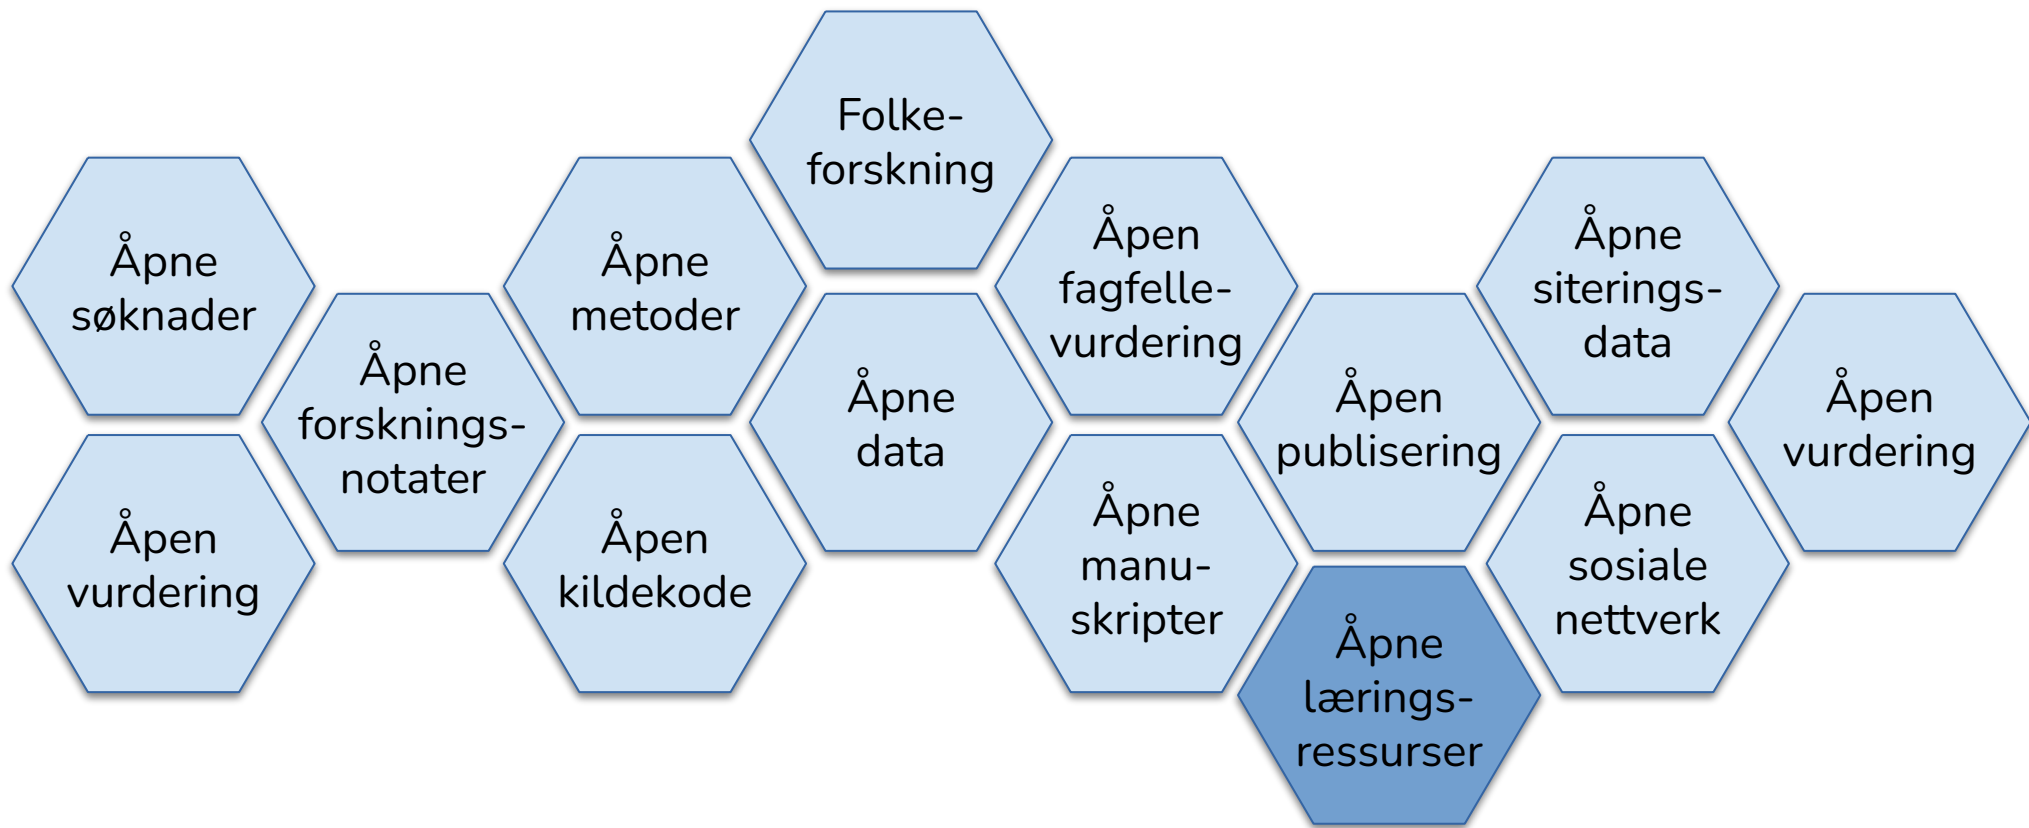 Folke-
forskning
Åpne
søknader
Åpen
vurdering
Åpne
forsknings-
notater
Åpne
metoder
Åpen
kildekode
Åpne
data
Åpen
fagfelle-
vurdering
Åpne
manu-
skripter
Åpen
publisering
Åpne
lærings-
ressurser
Åpne
siterings-
data
Åpne
sosiale
nettverk
Åpen
vurdering